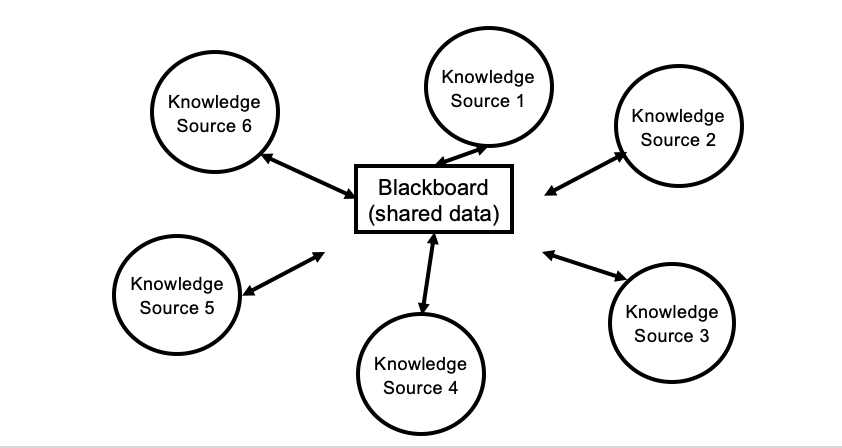 Knowledge
Source 1
Knowledge
Source 6
Knowledge
Source 2
Blackboard
(shared data)
Knowledge
Source 5
Knowledge
Source 3
Knowledge
Source 4